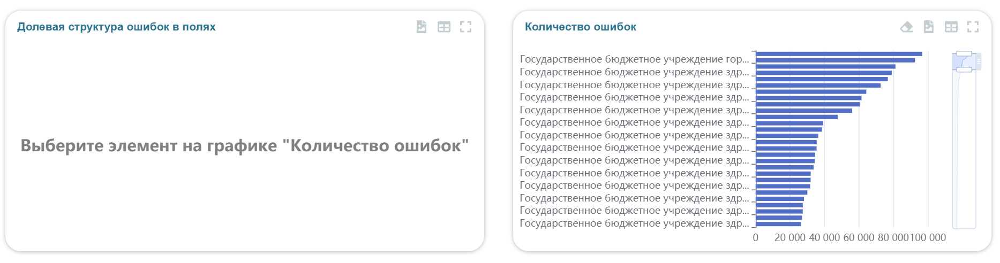 Долевая структура ошибок в полях
Выберите элемент на графике "Количество ошибок"
Количество ошибок
Государственное бюджетное учреждение гор...
Государственное бюджетное учреждение здр...
Государственное бюджетное учреждение здр...
Государственное бюджетное учреждение здр...
Государственное бюджетное учреждение здр...
Государственное бюджетное учреждение здр...
Государственное бюджетное учреждение здр...
Государственное бюджетное учреждение здр...
Государственное бюджетное учреждение здр...
Государственное бюджетное учреждение здр...
Государственное бюджетное учреждение здр...
Государственное бюджетное учреждение здр...
Государственное бюджетное учреждение здр...
Государственное бюджетное учреждение здр...
0 20 000 40 000 60 000 80 000 100 000